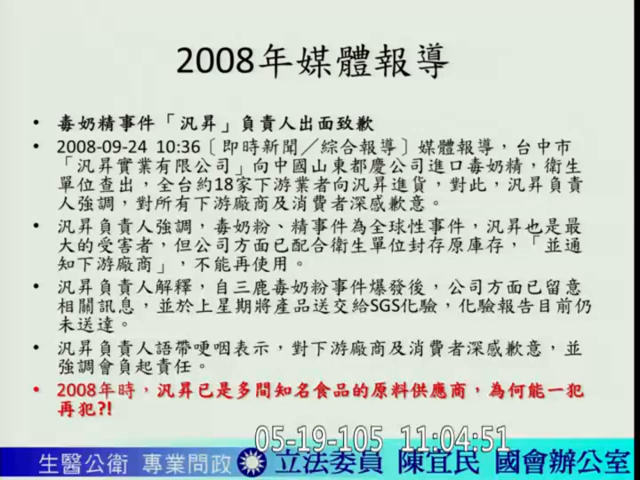 2008年媒體報導
• 毒奶精事件「汎昇」負責人出面致歉
• 2008-09-24 10:36〔即時新聞／綜合報導〕媒體報導，台中市
「汎昇實業有限公司」向中國山東都慶公司進口毒奶精，衛生
單位查出，全台約18家下游業者向汎昇進貨，對此，汎昇負責
人強調，對所有下游廠商及消費者深感歉意。
• 汎昇負責人強調，毒奶粉、精事件為全球性事件，汎昇也是最
大的受害者，但公司方面已配合衛生單位封存原庫存，「並通
知下游廠商」，不能再使用。
• 汎昇負責人解釋，自三鹿毒奶粉事件爆發後，公司方面已留意
相關訊息，並於上星期將產品送交給SGS化驗，化驗報告目前仍
未送達。
• 汎昇負責人語帶哽咽表示，對下游廠商及消費者深感歉意，並
強調會負起責任。
• 2008年時，汎昇已是多間知名食品的原料供應商，為何能一犯
再犯?!
05-19-105 11:04:51
生醫公衛 專業問政 立法委員 陳宜民 國會辦公室